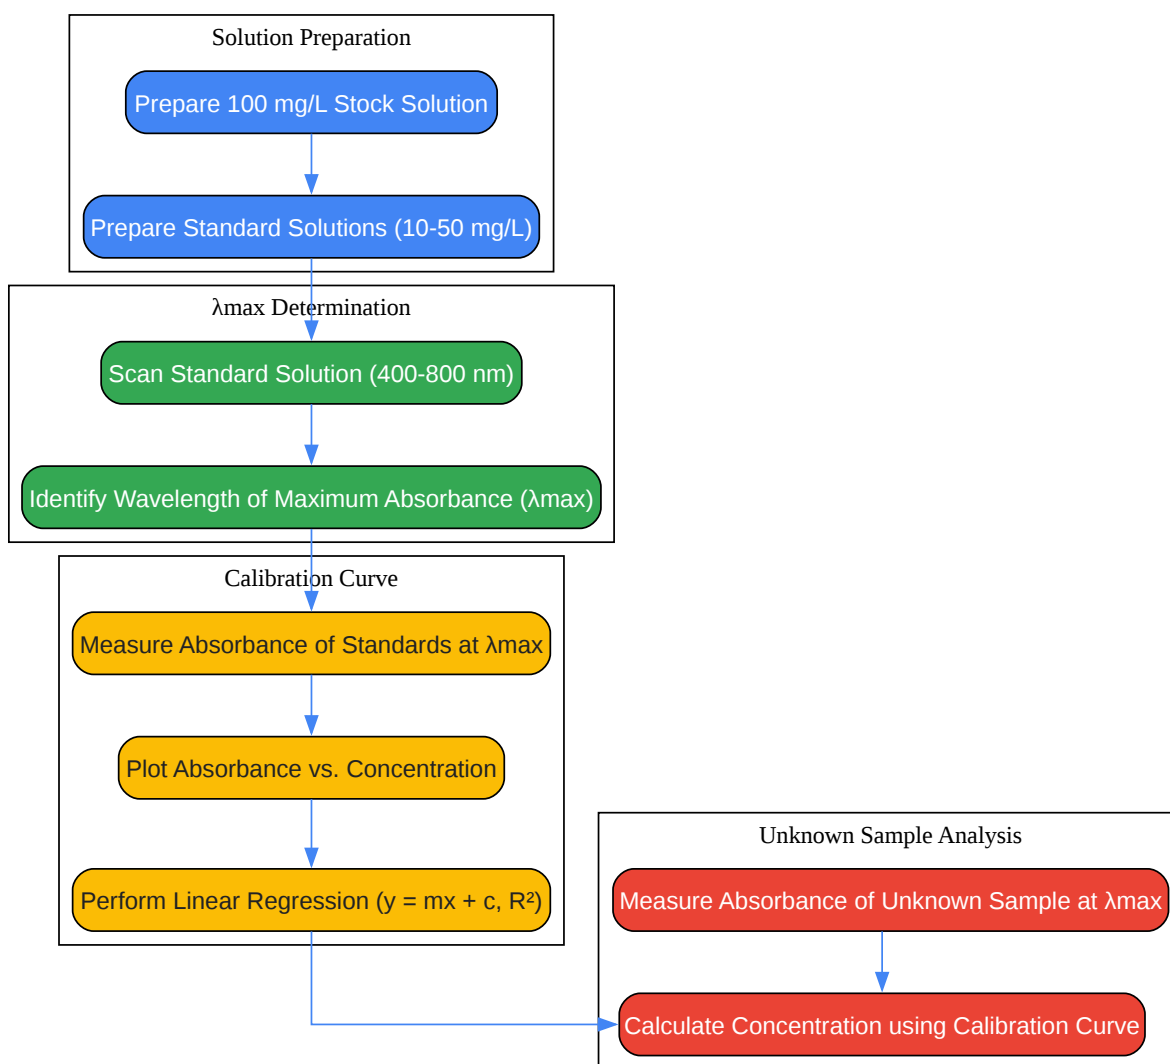 Solution Preparation
Prepare 100 mg/L Stock Solution
Prepare Standard Solutions (10-50 mg/L)
λmax Determination
Scan Standard Solution (400-800 nm)
Identify Wavelength of Maximum Absorbance (λmax)
Calibration Curve
Measure Absorbance of Standards at λmax
Plot Absorbance vs. Concentration
Perform Linear Regression (y = mx + c, R²)
Unknown Sample Analysis
Measure Absorbance of Unknown Sample at λmax
Calculate Concentration using Calibration Curve